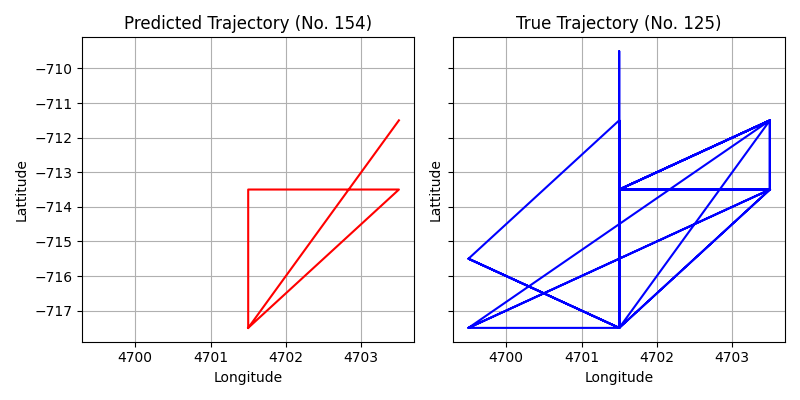 Predicted Trajectory (No. 154)
True Trajectory (No. 125)
−710
−711
−712
−713
−714
−715
−716
−717
Lattitude
Lattitude
4700 4701 4702 4703
4700 4701 4702 4703
Longitude
Longitude